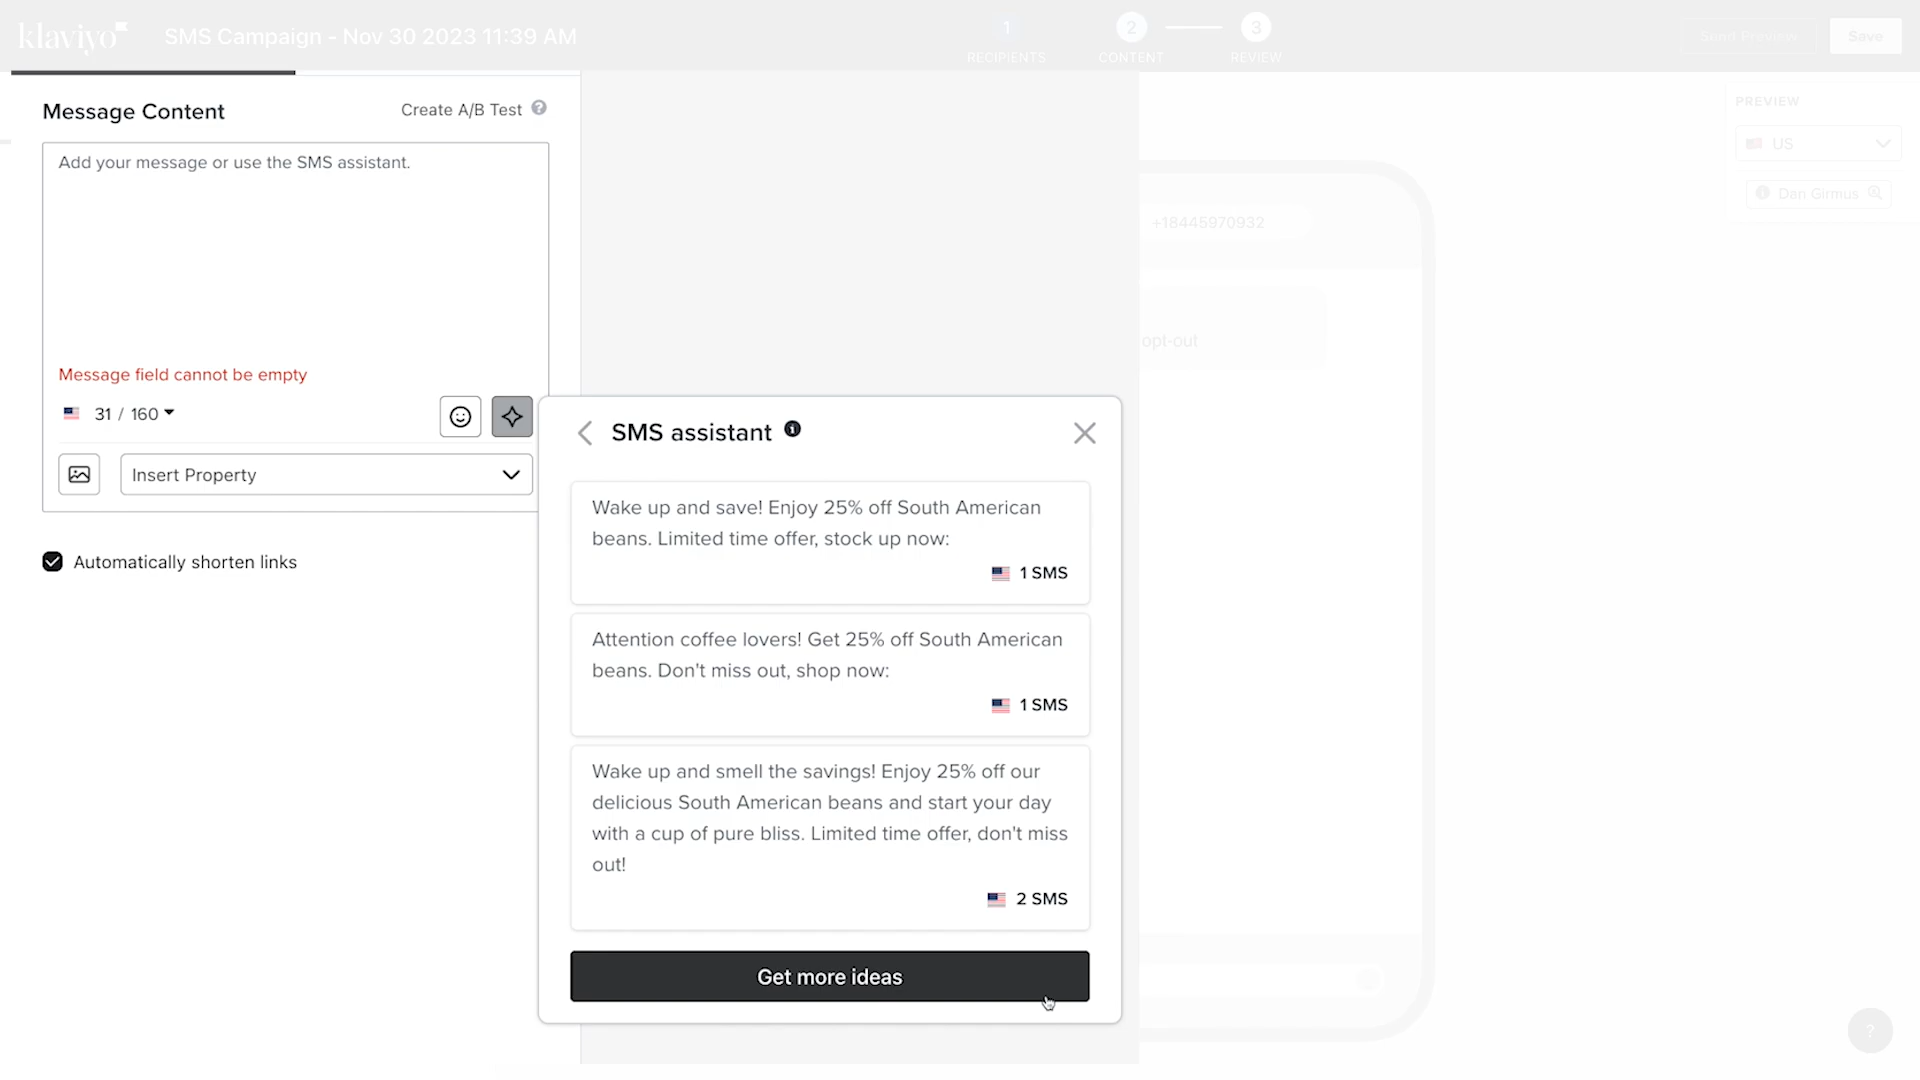 klaviyo
SMS Campaign - Nov 30 2023 11:39 AM
1
RECIPIENTS
2
CONTENT
3
REVIEW
Send Preview
Save
Message Content
Create A/B Test ?
Add your message or use the SMS assistant.
Message field cannot be empty
31 / 160
Insert Property
Automatically shorten links
SMS assistant
Wake up and save! Enjoy 25% off South American
beans. Limited time offer, stock up now:
1 SMS
Attention coffee lovers! Get 25% off South American
beans. Don't miss out, shop now:
1 SMS
Wake up and smell the savings! Enjoy 25% off our
delicious South American beans and start your day
with a cup of pure bliss. Limited time offer, don't miss
out!
2 SMS
Get more ideas
+18445970932
opt-out
PREVIEW
US
Dan Girmus
?